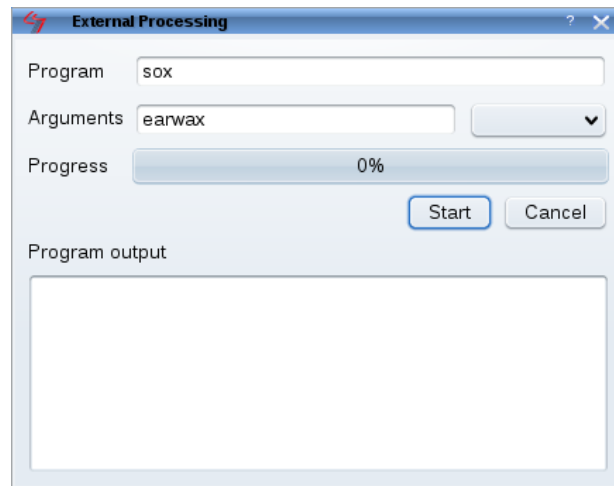 External Processing ?
Program sox
Arguments earwax
Progress 0%
Start Cancel
Program output